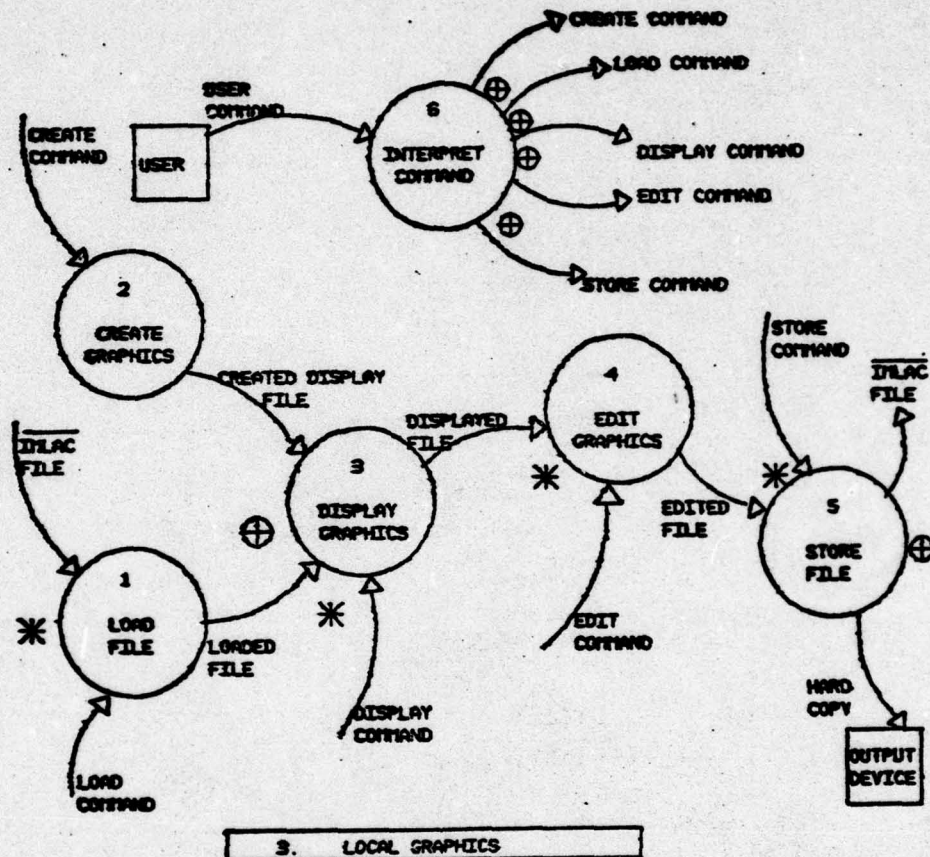 CREATE COMMAND
LOAD COMMAND
USER
COMMAND
6
INTERPRET
COMMAND
DISPLAY COMMAND
EDIT COMMAND
STORE COMMAND
CREATE
COMMAND
USER
2
CREATE
GRAPHICS
CREATED DISPLAY
FILE
DISPLAYED
FILE
4
EDIT
GRAPHICS
STORE
COMMAND
IMLAC
FILE
IMLAC
FILE
3
DISPLAY
GRAPHICS
EDITED
FILE
5
STORE
FILE
1
LOAD
FILE
LOADED
FILE
EDIT
COMMAND
DISPLAY
COMMAND
HARD
COPY
LOAD
COMMAND
OUTPUT
DEVICE
3. LOCAL GRAPHICS